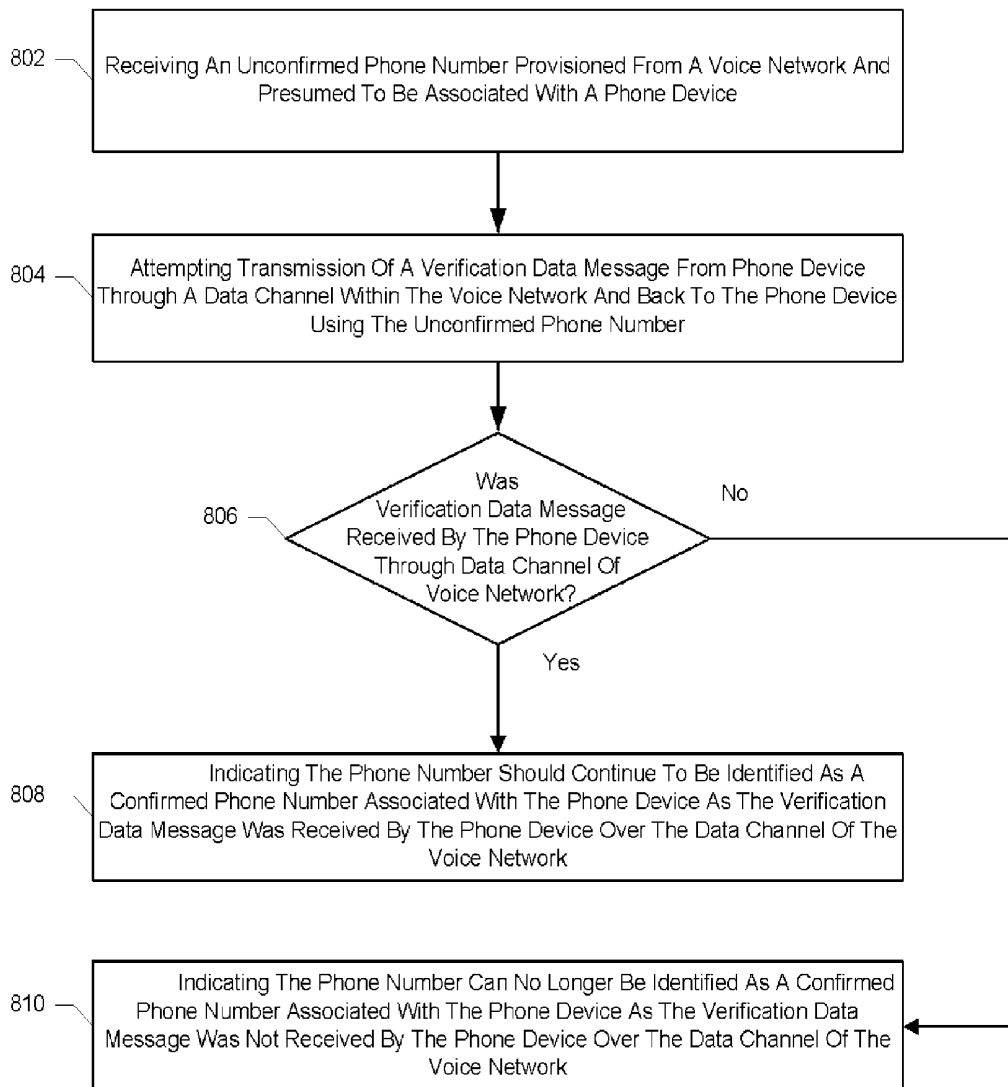 802
Receiving An Unconfirmed Phone Number Provisioned From A Voice Network And
Presumed To Be Associated With A Phone Device
804
Attempting Transmission Of A Verification Data Message From Phone Device
Through A Data Channel Within The Voice Network And Back To The Phone Device
Using The Unconfirmed Phone Number
806
Was
Verification Data Message
Received By The Phone Device
Through Data Channel Of
Voice Network?
No
Yes
808
Indicating The Phone Number Should Continue To Be Identified As A
Confirmed Phone Number Associated With The Phone Device As The Verification
Data Message Was Received By The Phone Device Over The Data Channel Of The
Voice Network
810
Indicating The Phone Number Can No Longer Be Identified As A Confirmed
Phone Number Associated With The Phone Device As The Verification Data
Message Was Not Received By The Phone Device Over The Data Channel Of The
Voice Network